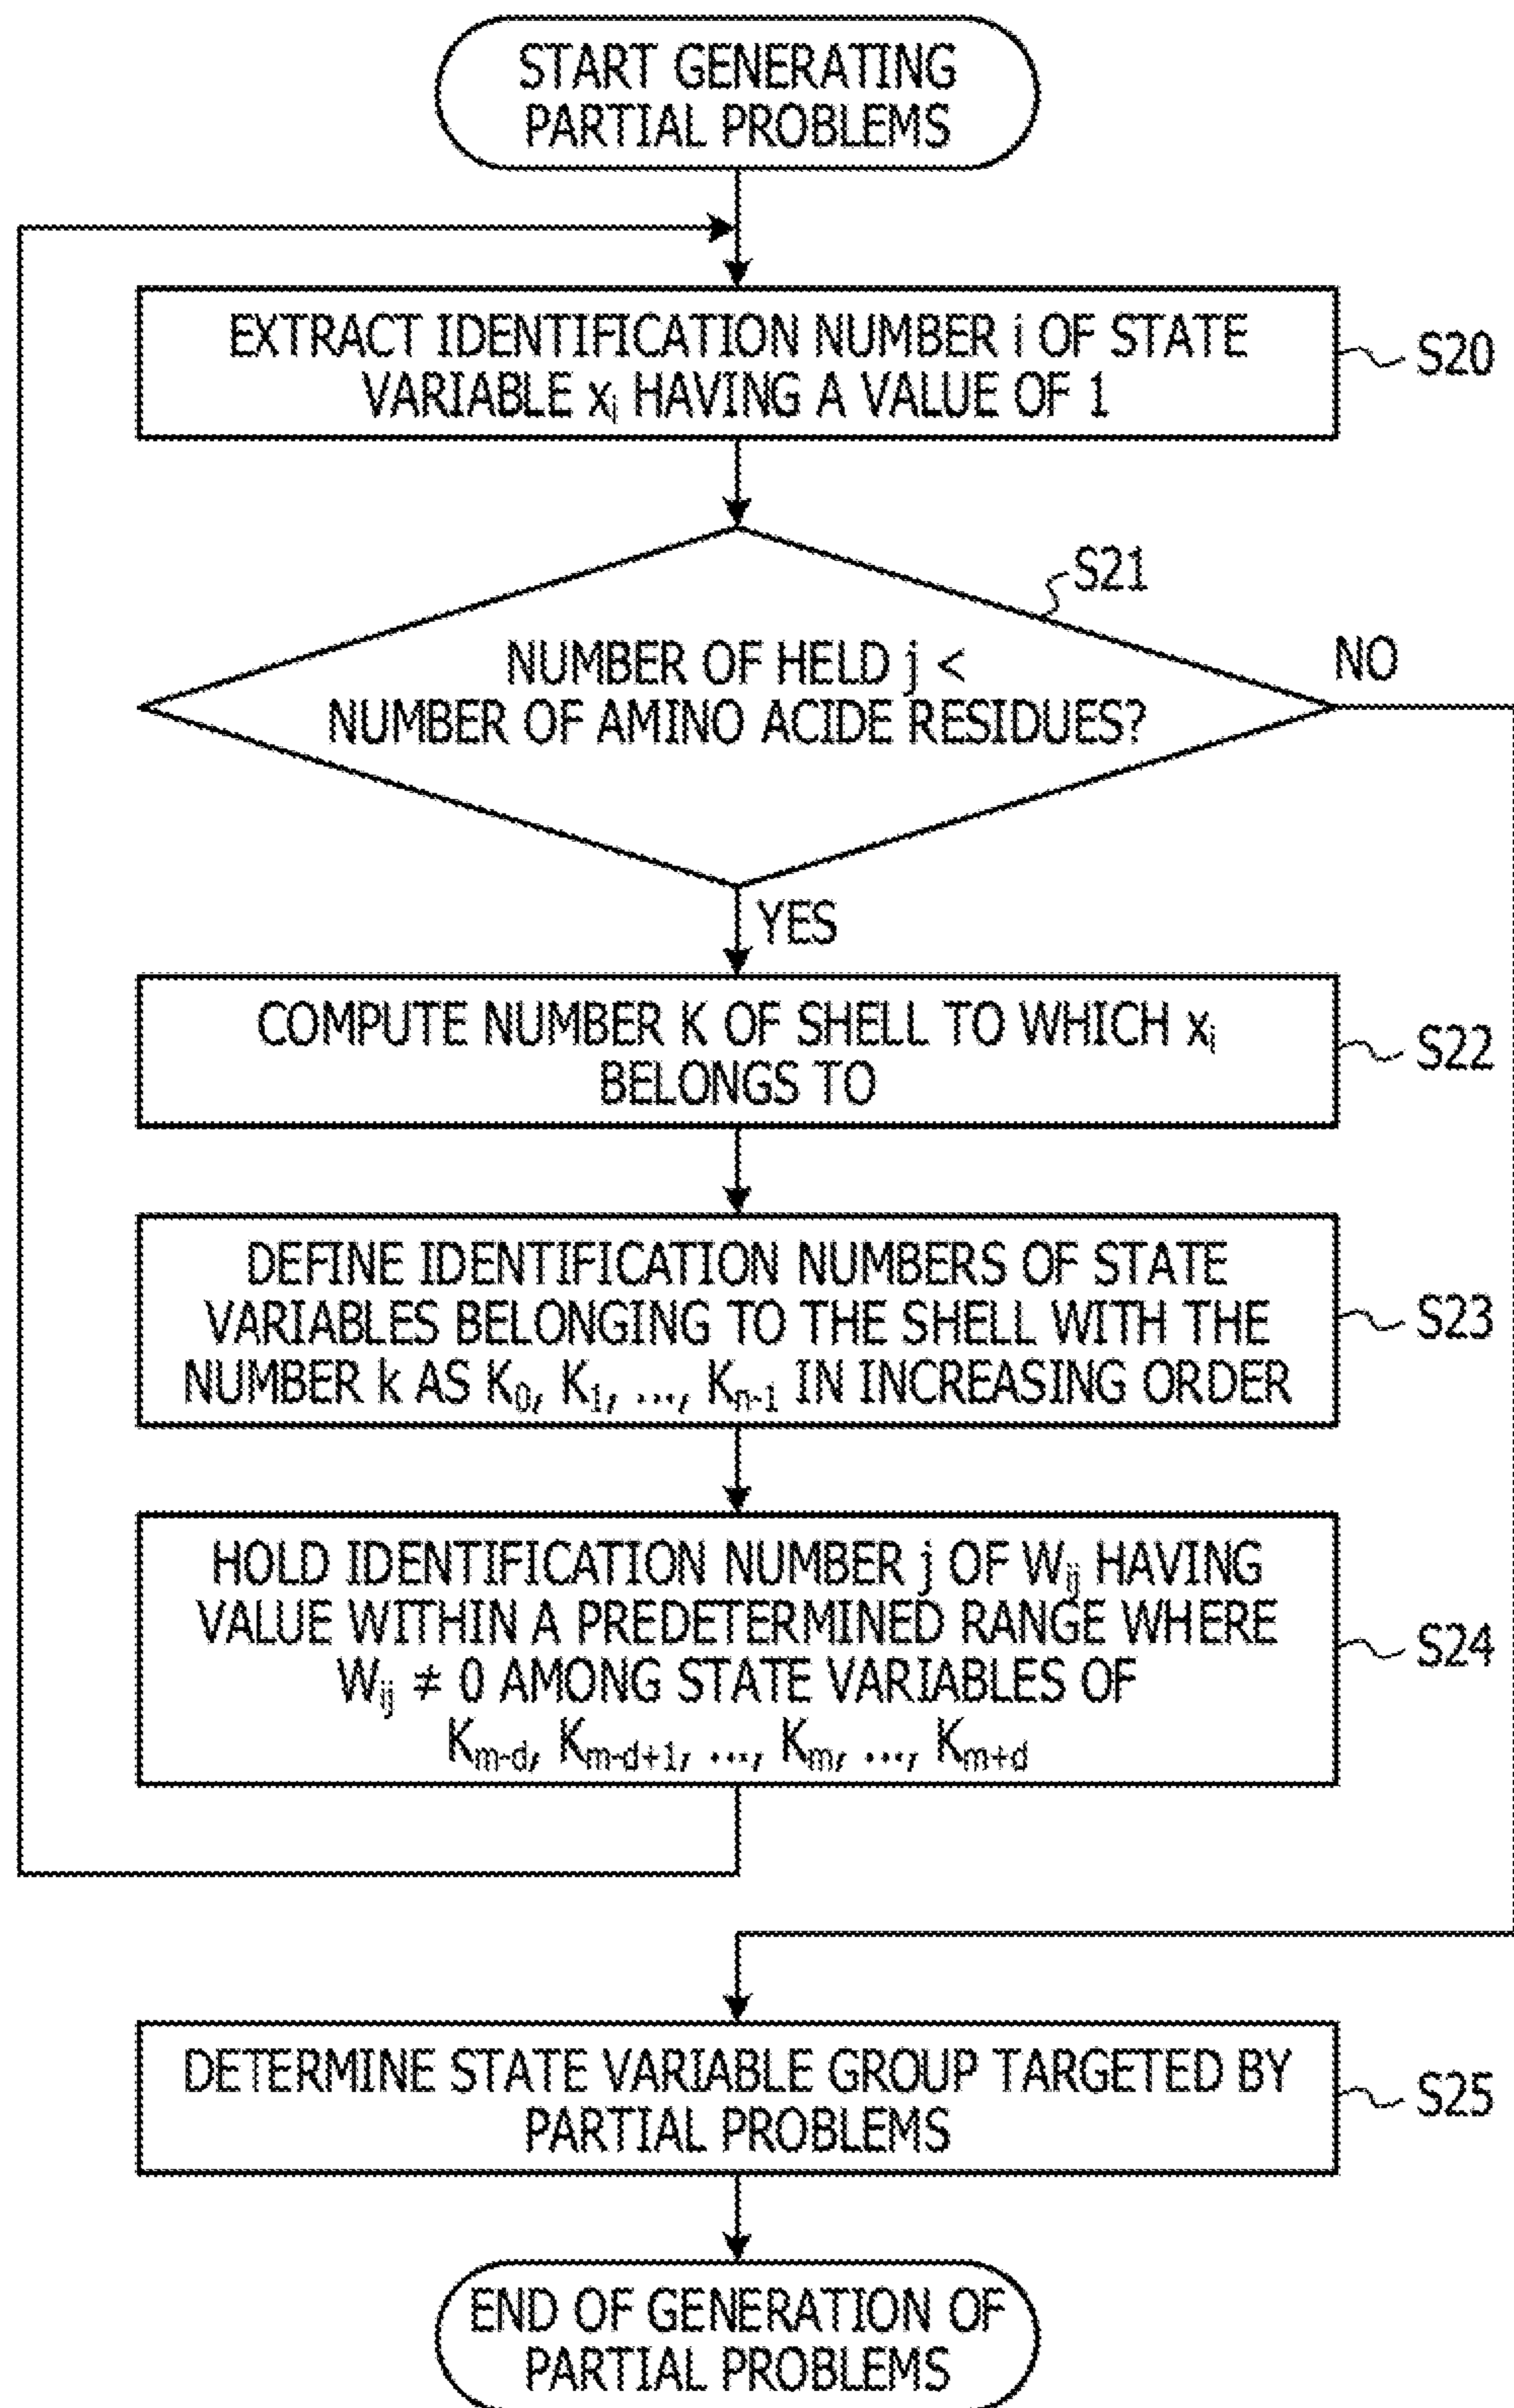 START GENERATING
PARTIAL PROBLEMS
EXTRACT IDENTIFICATION NUMBER i OF STATE
VARIABLE xᵢ HAVING A VALUE OF 1
S20
S21
NUMBER OF HELD j <
NUMBER OF AMINO ACIDE RESIDUES?
NO
YES
COMPUTE NUMBER K OF SHELL TO WHICH xᵢ
BELONGS TO
S22
DEFINE IDENTIFICATION NUMBERS OF STATE
VARIABLES BELONGING TO THE SHELL WITH THE
NUMBER k AS K₀, K₁, ..., Kₙ₋₁ IN INCREASING ORDER
S23
HOLD IDENTIFICATION NUMBER j OF Wᵢⱼ HAVING
VALUE WITHIN A PREDETERMINED RANGE WHERE
Wᵢⱼ ≠ 0 AMONG STATE VARIABLES OF
K_{m-d}, K_{m-d+1}, ..., K_m, ..., K_{m+d}
S24
DETERMINE STATE VARIABLE GROUP TARGETED BY
PARTIAL PROBLEMS
S25
END OF GENERATION OF
PARTIAL PROBLEMS